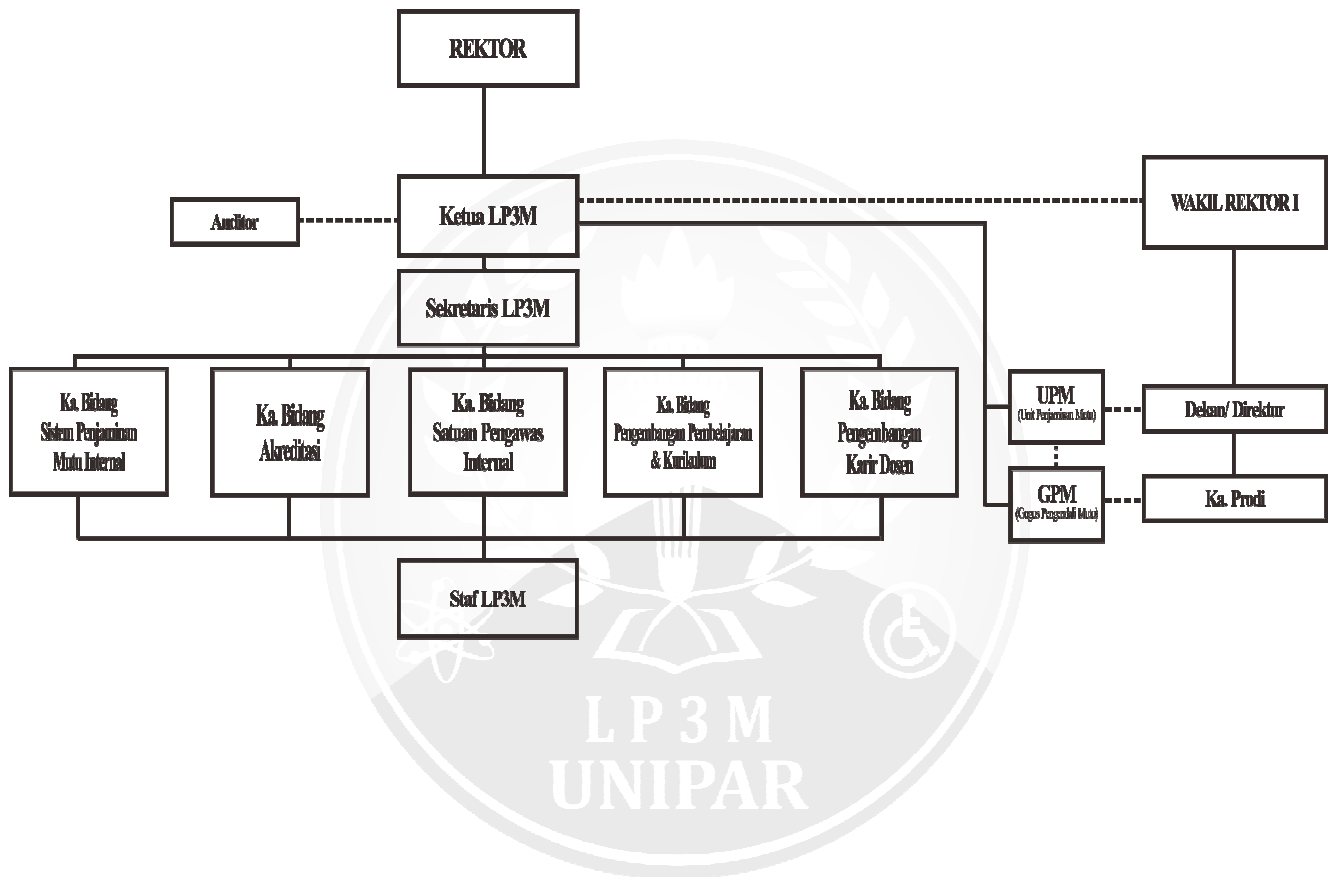 REKTOR
WAKIL REKTOR I
Auditor
Ketua LP3M
Sekretaris LP3M
Ka. Bidang
Sistem Penjaminan
Mutu Internal
Ka. Bidang
Akreditasi
Ka. Bidang
Satuan Pengawas
Internal
Ka. Bidang
Pengembangan Pembelajaran
& Kurikulum
Ka. Bidang
Pengembangan
Karir Dosen
UPM
(Unit Penjaminan Mutu)
Dekan/ Direktur
GPM
(Gugus Pengendali Mutu)
Ka. Prodi
Staf LP3M
LP3M
UNIPAR